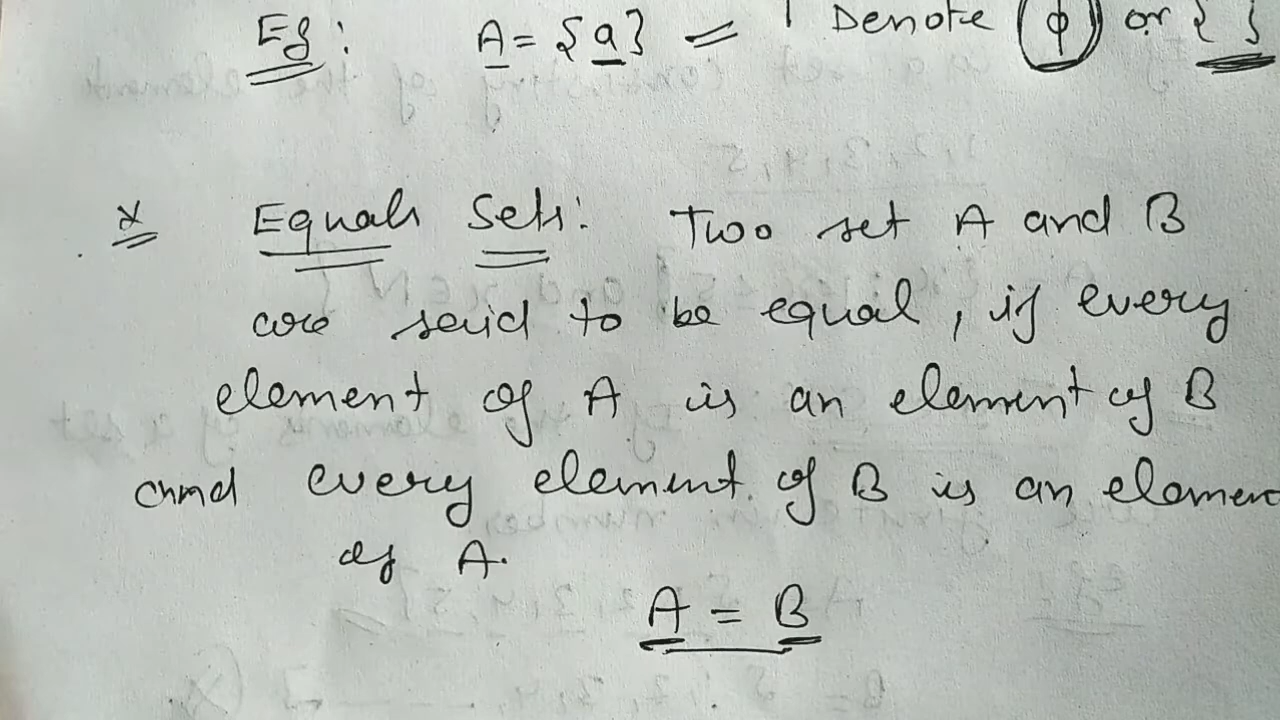 Eg: A = {a} = Denote ϕ or { }
* Equals Sets: Two set A and B
are said to be equal, if every
element of A is an element of B
and every element of B is an elemen
of A.
A = B